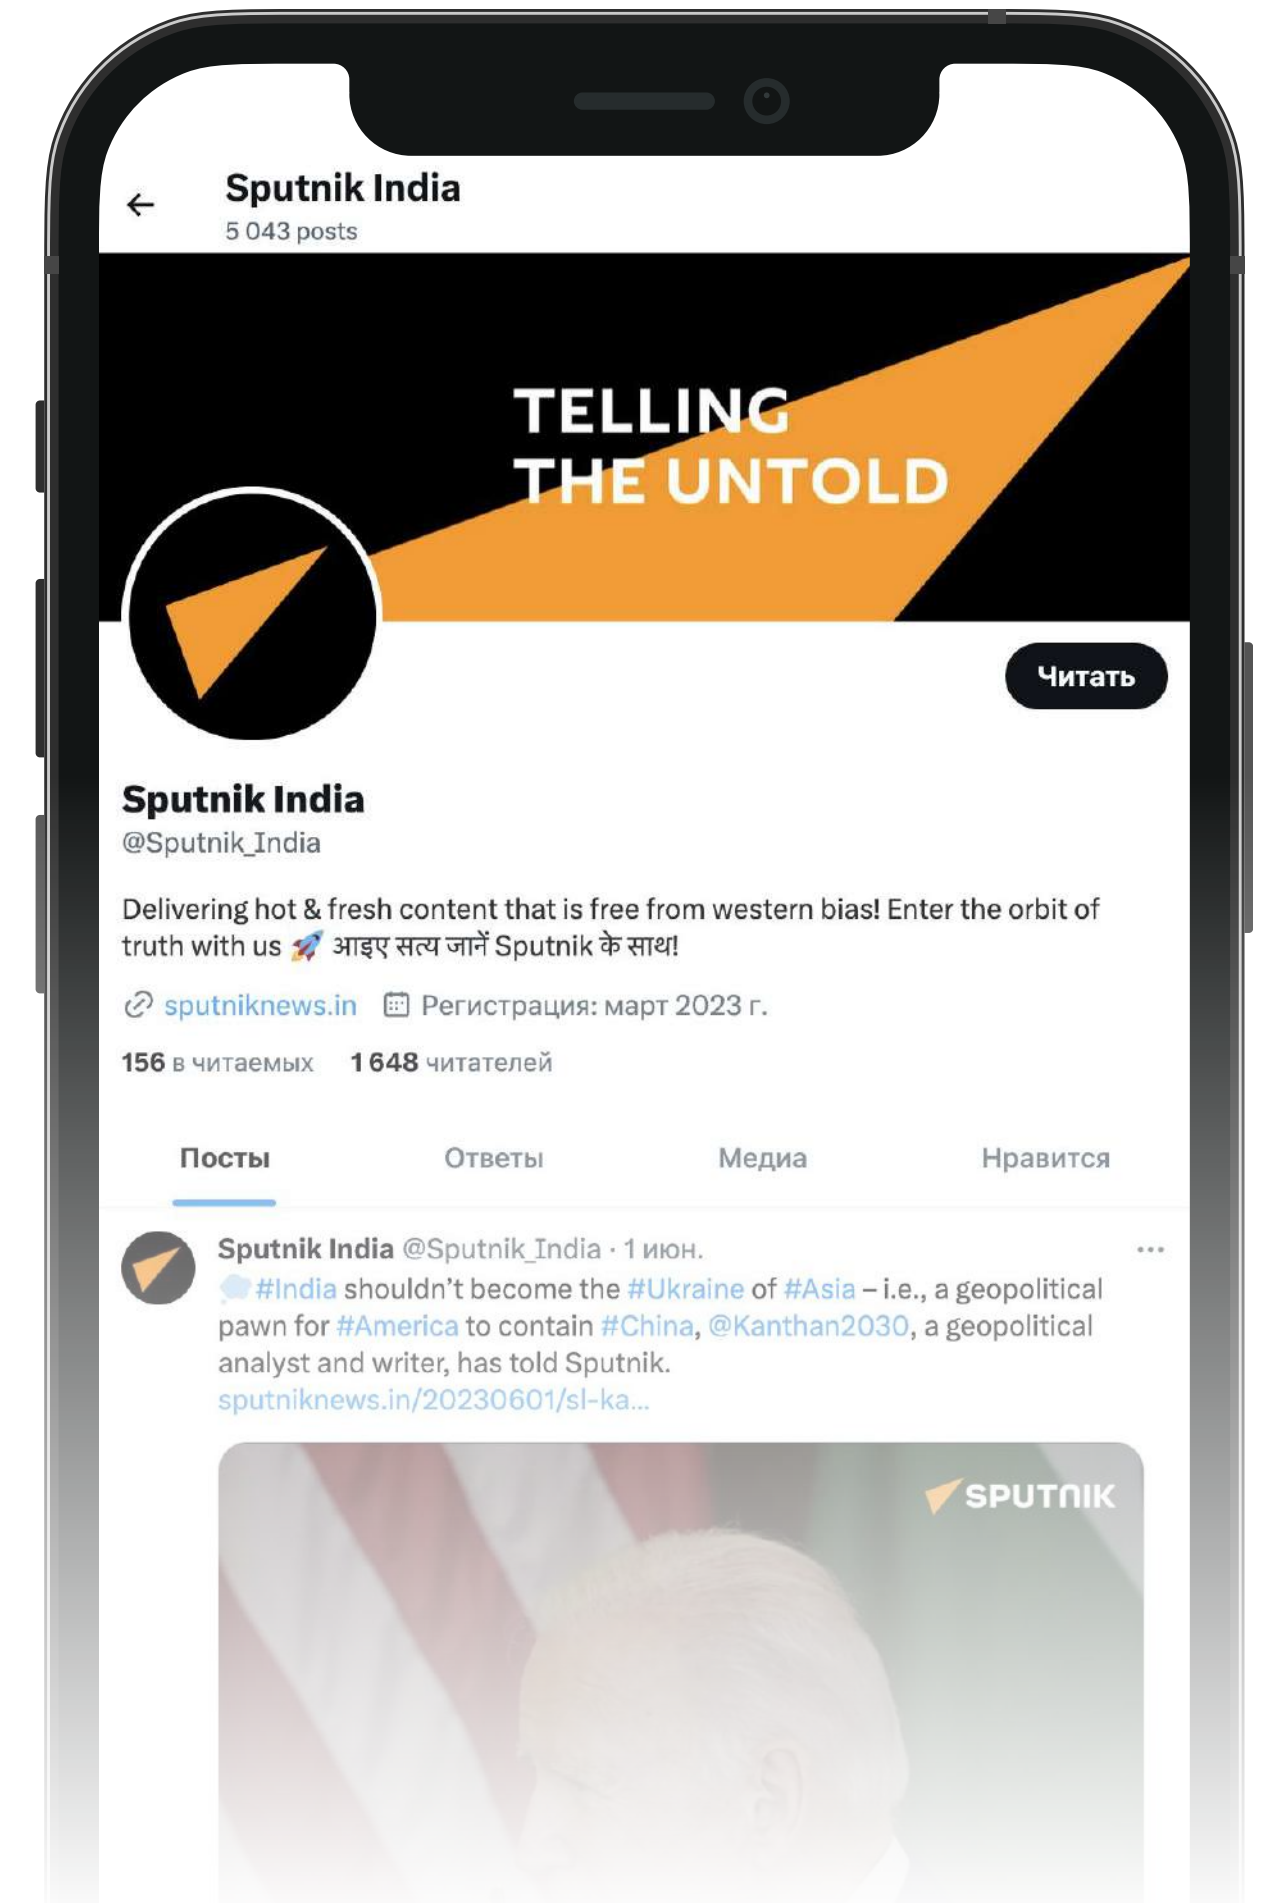 Sputnik India
5 043 posts
TELLING
THE UNTOLD
Читать
Sputnik India
@Sputnik_India
Delivering hot & fresh content that is free from western bias! Enter the orbit of
truth with us 🚀 आइए सत्य जानें Sputnik के साथ!
sputniknews.in Регистрация: март 2023 г.
156 в читаемых 1 648 читателей
Посты Ответы Медиа Нравится
Sputnik India @Sputnik_India · 1 июн.
#India shouldn't become the #Ukraine of #Asia – i.e., a geopolitical
pawn for #America to contain #China, @Kanthan2030, a geopolitical
analyst and writer, has told Sputnik.
sputniknews.in/20230601/sl-ka...
SPUTNIK